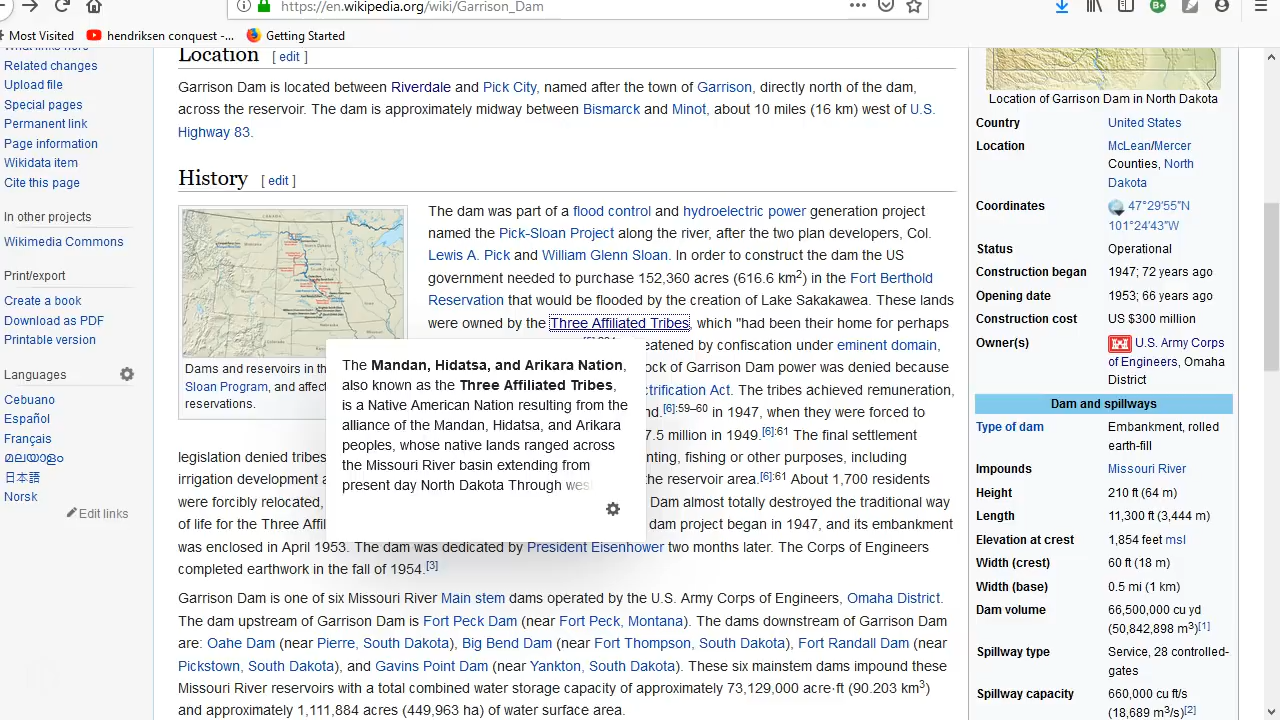 https://en.wikipedia.org/wiki/Garrison_Dam
Most Visited
hendriksen conquest -...
Getting Started
What links here
Related changes
Upload file
Special pages
Permanent link
Page information
Wikidata item
Cite this page
In other projects
Wikimedia Commons
Print/export
Create a book
Download as PDF
Printable version
Languages
Cebuano
Español
Français
മലയാളം
日本語
Norsk
Edit links
Location [ edit ]
Garrison Dam is located between Riverdale and Pick City, named after the town of Garrison, directly north of the dam,
across the reservoir. The dam is approximately midway between Bismarck and Minot, about 10 miles (16 km) west of U.S.
Highway 83.
History [ edit ]
Dams and reservoirs in th
Sloan Program, and affect
reservations.
The dam was part of a flood control and hydroelectric power generation project
named the Pick-Sloan Project along the river, after the two plan developers, Col.
Lewis A. Pick and William Glenn Sloan. In order to construct the dam the US
government needed to purchase 152,360 acres (616.6 km²) in the Fort Berthold
Reservation that would be flooded by the creation of Lake Sakakawea. These lands
were owned by the Three Affiliated Tribes, which "had been their home for perhaps
eatened by confiscation under eminent domain,
ock of Garrison Dam power was denied because
ctrification Act. The tribes achieved remuneration,
nd.[6]:59–60 in 1947, when they were forced to
7.5 million in 1949.[6]:61 The final settlement
legislation denied tribes nting, fishing or other purposes, including
irrigation development a the reservoir area.[6]:61 About 1,700 residents
were forcibly relocated, Dam almost totally destroyed the traditional way
of life for the Three Affil dam project began in 1947, and its embankment
was enclosed in April 1953. The dam was dedicated by President Eisenhower two months later. The Corps of Engineers
completed earthwork in the fall of 1954.[3]
The Mandan, Hidatsa, and Arikara Nation,
also known as the Three Affiliated Tribes,
is a Native American Nation resulting from the
alliance of the Mandan, Hidatsa, and Arikara
peoples, whose native lands ranged across
the Missouri River basin extending from
present day North Dakota Through wes
Garrison Dam is one of six Missouri River Main stem dams operated by the U.S. Army Corps of Engineers, Omaha District.
The dam upstream of Garrison Dam is Fort Peck Dam (near Fort Peck, Montana). The dams downstream of Garrison Dam
are: Oahe Dam (near Pierre, South Dakota), Big Bend Dam (near Fort Thompson, South Dakota), Fort Randall Dam (near
Pickstown, South Dakota), and Gavins Point Dam (near Yankton, South Dakota). These six mainstem dams impound these
Missouri River reservoirs with a total combined water storage capacity of approximately 73,129,000 acre·ft (90.203 km³)
and approximately 1,111,884 acres (449,963 ha) of water surface area.
Location of Garrison Dam in North Dakota
Country United States
Location McLean/Mercer
Counties, North
Dakota
Coordinates 47°29′55″N
101°24′43″W
Status Operational
Construction began 1947; 72 years ago
Opening date 1953; 66 years ago
Construction cost US $300 million
Owner(s) U.S. Army Corps
of Engineers, Omaha
District
Dam and spillways
Type of dam Embankment, rolled
earth-fill
Impounds Missouri River
Height 210 ft (64 m)
Length 11,300 ft (3,444 m)
Elevation at crest 1,854 feet msl
Width (crest) 60 ft (18 m)
Width (base) 0.5 mi (1 km)
Dam volume 66,500,000 cu yd
(50,842,898 m³)[1]
Spillway type Service, 28 controlled-
gates
Spillway capacity 660,000 cu ft/s
(18,689 m³/s)[2]